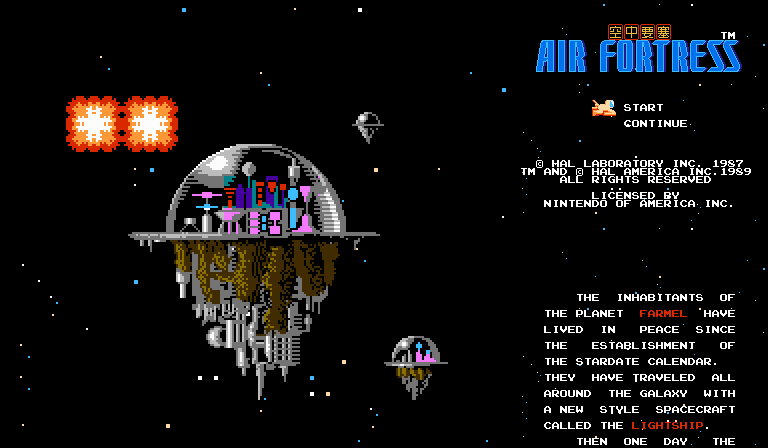 空中要塞
AIR FORTRESS™
START
CONTINUE
© HAL LABORATORY INC. 1987
TM AND © HAL AMERICA INC.1989
ALL RIGHTS RESERVED
LICENSED BY
NINTENDO OF AMERICA INC.
THE INHABITANTS OF
THE PLANET FARMEL HAVE
LIVED IN PEACE SINCE
THE ESTABLISHMENT OF
THE STARDATE CALENDAR.
THEY HAVE TRAVELED ALL
AROUND THE GALAXY WITH
A NEW STYLE SPACECRAFT
CALLED THE LIGHTSHIP.
THEN ONE DAY THE